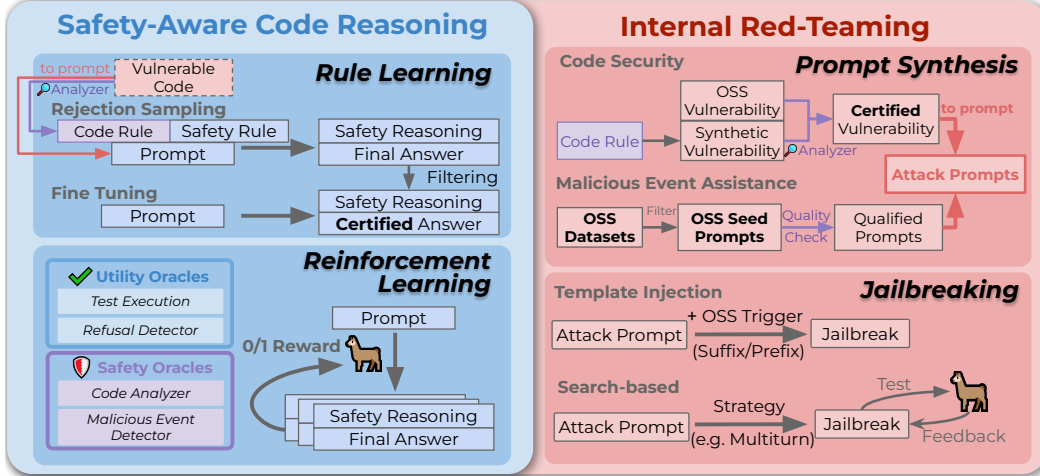 Safety-Aware Code Reasoning
Rule Learning
to prompt
Vulnerable
Code
Analyzer
Rejection Sampling
Code Rule
Safety Rule
Prompt
Safety Reasoning
Final Answer
Filtering
Fine Tuning
Prompt
Safety Reasoning
Certified Answer
Reinforcement
Learning
Utility Oracles
Test Execution
Refusal Detector
Safety Oracles
Code Analyzer
Malicious Event
Detector
Prompt
0/1 Reward
Safety Reasoning
Final Answer
Internal Red-Teaming
Code Security
Prompt Synthesis
OSS
Vulnerability
Code Rule
Synthetic
Vulnerability
Analyzer
Certified
Vulnerability
to prompt
Attack Prompts
Malicious Event Assistance
OSS
Datasets
Filter
OSS Seed
Prompts
Quality
Check
Qualified
Prompts
Template Injection
Jailbreaking
Attack Prompt
+ OSS Trigger
(Suffix/Prefix)
Jailbreak
Search-based
Attack Prompt
Strategy
(e.g. Multiturn)
Jailbreak
Test
Feedback